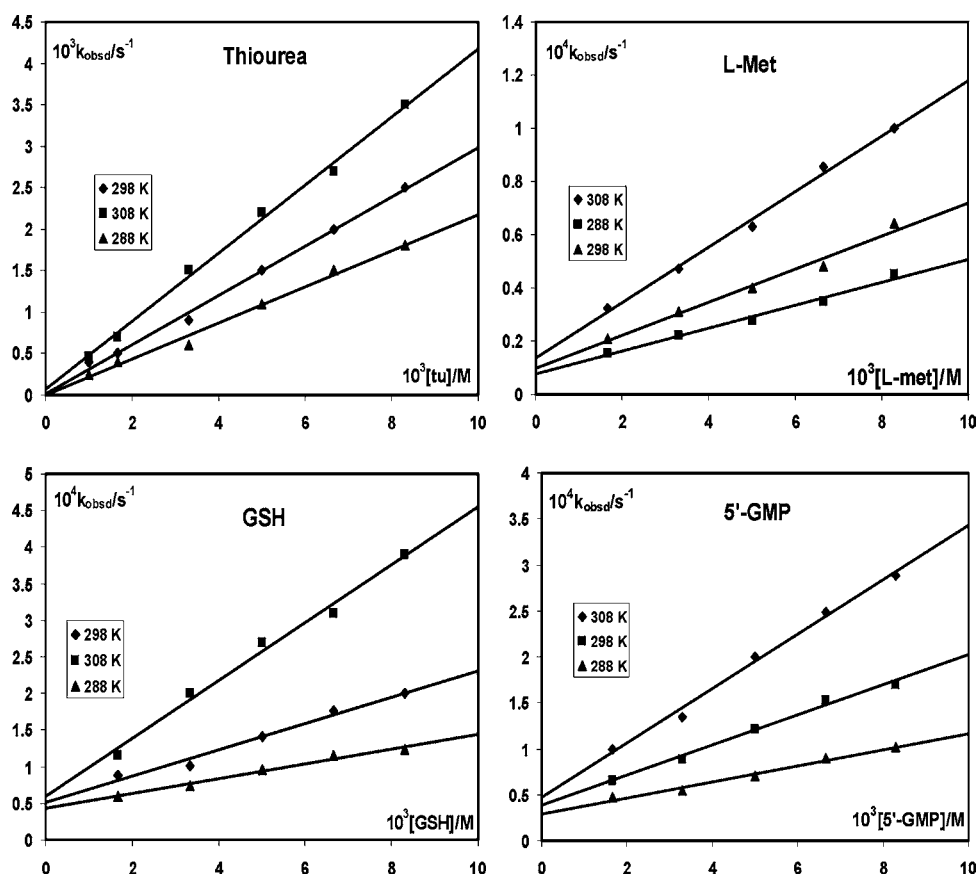 10³k_obsd/s⁻¹
Thiourea
4.5
4
3.5
3
2.5
2
1.5
1
0.5
0
298 K
308 K
288 K
10³[tu]/M
0 2 4 6 8 10
10⁴k_obsd/s⁻¹
L-Met
1.4
1.2
1
0.8
0.6
0.4
0.2
0
308 K
288 K
298 K
10³[L-met]/M
0 2 4 6 8 10
10⁴k_obsd/s⁻¹
GSH
5
4.5
4
3.5
3
2.5
2
1.5
1
0.5
0
298 K
308 K
288 K
10³[GSH]/M
0 2 4 6 8 10
10⁴k_obsd/s⁻¹
5'-GMP
4
3.5
3
2.5
2
1.5
1
0.5
0
308 K
298 K
288 K
10³[5'-GMP]/M
0 2 4 6 8 10